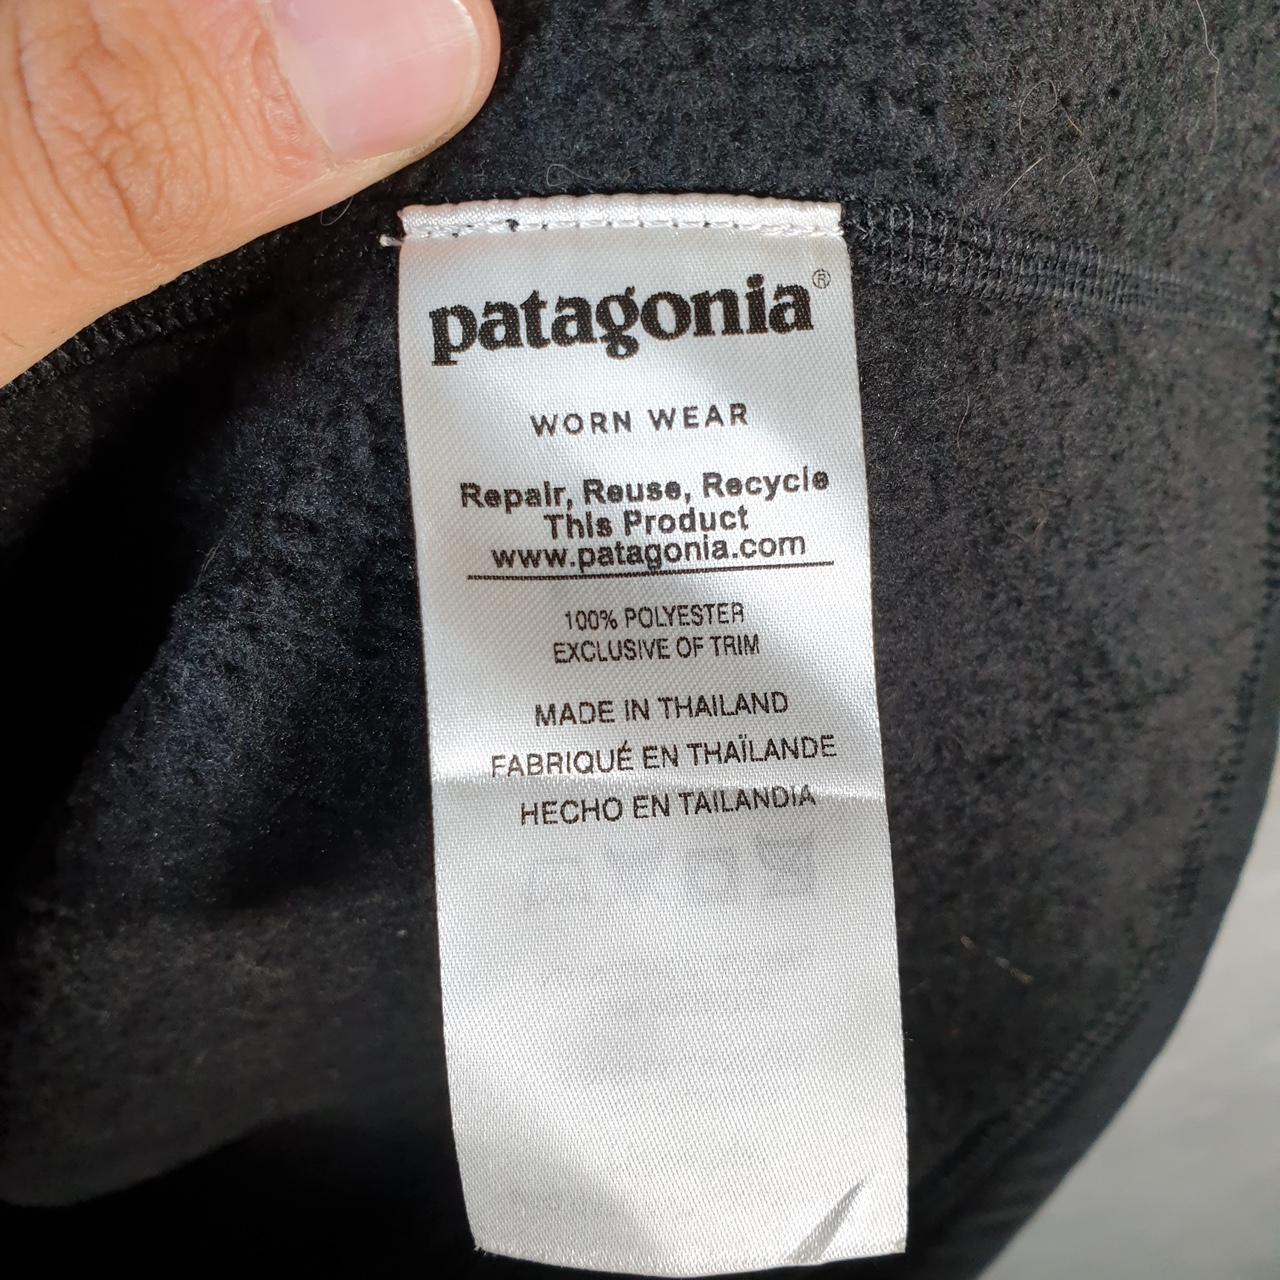 patagonia®
WORN WEAR
Repair, Reuse, Recycle
This Product
www.patagonia.com
100% POLYESTER
EXCLUSIVE OF TRIM
MADE IN THAILAND
FABRIQUÉ EN THAÏLANDE
HECHO EN TAILANDIA